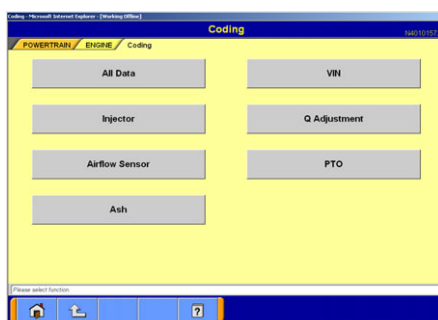 Coding - Microsoft Internet Explorer - [Working Offline]
Coding
N4010157
POWERTRAIN ENGINE Coding
All Data VIN
Injector Q Adjustment
Airflow Sensor PTO
Ash
Please select function
?